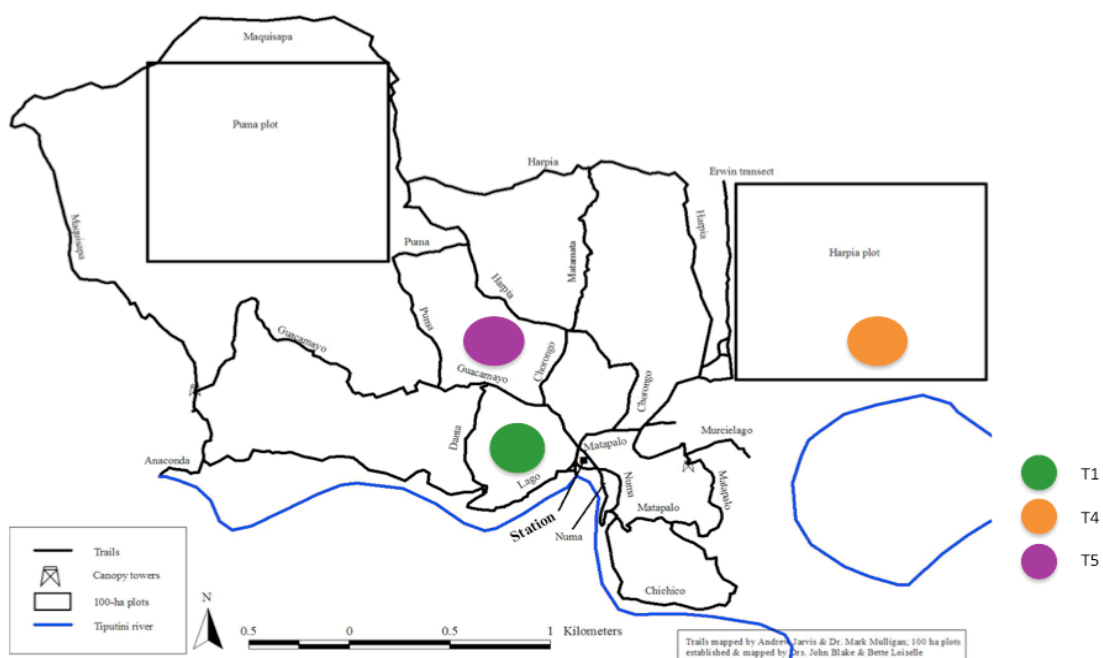 Maquisapa
Puma plot
Harpia
Erwin transect
Maquisapa
Puma
Harpia
Matamata
Harpia
Harpia plot
Puma
Guacamayo
Guacamayo
Chorongo
Chorongo
Danta
Matapalo
Murcielago
Anaconda
Lago
Numa
Matapalo
Matapalo
Station
Numa
Chichico
T1
T4
T5
Trails
Canopy towers
100-ha plots
Tiputini river
N
0.5 0 0.5 1 Kilometers
Trails mapped by Andrew Jarvis & Dr. Mark Mulligan; 100 ha plots
established & mapped by Drs. John Blake & Bette Loiselle